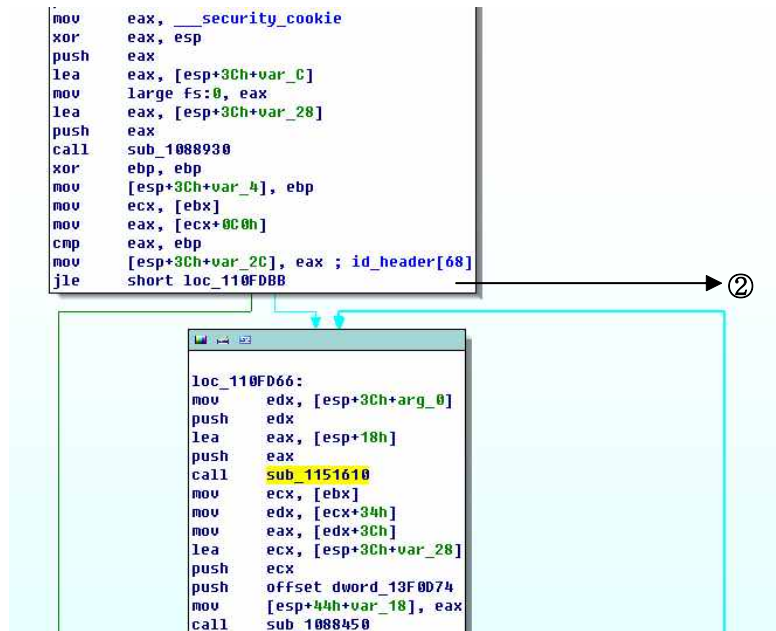 mov eax, ___security_cookie
xor eax, esp
push eax
lea eax, [esp+3Ch+var_C]
mov large fs:0, eax
lea eax, [esp+3Ch+var_28]
push eax
call sub_1088930
xor ebp, ebp
mov [esp+3Ch+var_4], ebp
mov ecx, [ebx]
mov eax, [ecx+0C0h]
cmp eax, ebp
mov [esp+3Ch+var_2C], eax ; id_header[68]
jle short loc_110FDBB
②
loc_110FD66:
mov edx, [esp+3Ch+arg_0]
push edx
lea eax, [esp+18h]
push eax
call sub_1151610
mov ecx, [ebx]
mov edx, [ecx+34h]
mov eax, [edx+3Ch]
lea ecx, [esp+3Ch+var_28]
push ecx
push offset dword_13F0D74
mov [esp+44h+var_18], eax
call sub_1088450